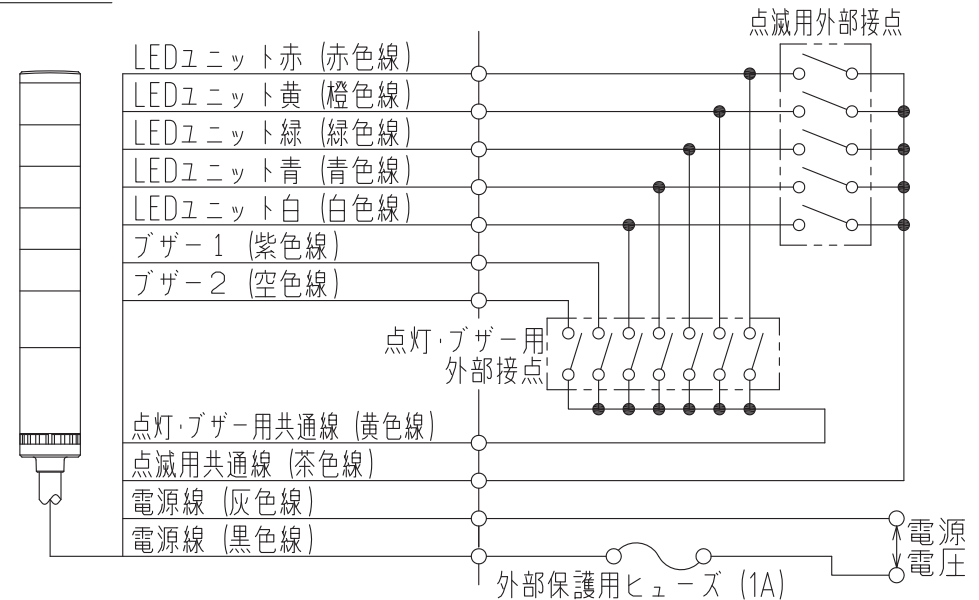 点滅用外部接点
LEDユニット赤 (赤色線)
LEDユニット黄 (橙色線)
LEDユニット緑 (緑色線)
LEDユニット青 (青色線)
LEDユニット白 (白色線)
ブザー1 (紫色線)
ブザー2 (空色線)
点灯・ブザー用
外部接点
点灯・ブザー用共通線 (黄色線)
点滅用共通線 (茶色線)
電源線 (灰色線)
電源線 (黒色線)
電源
電圧
外部保護用ヒューズ (1A)